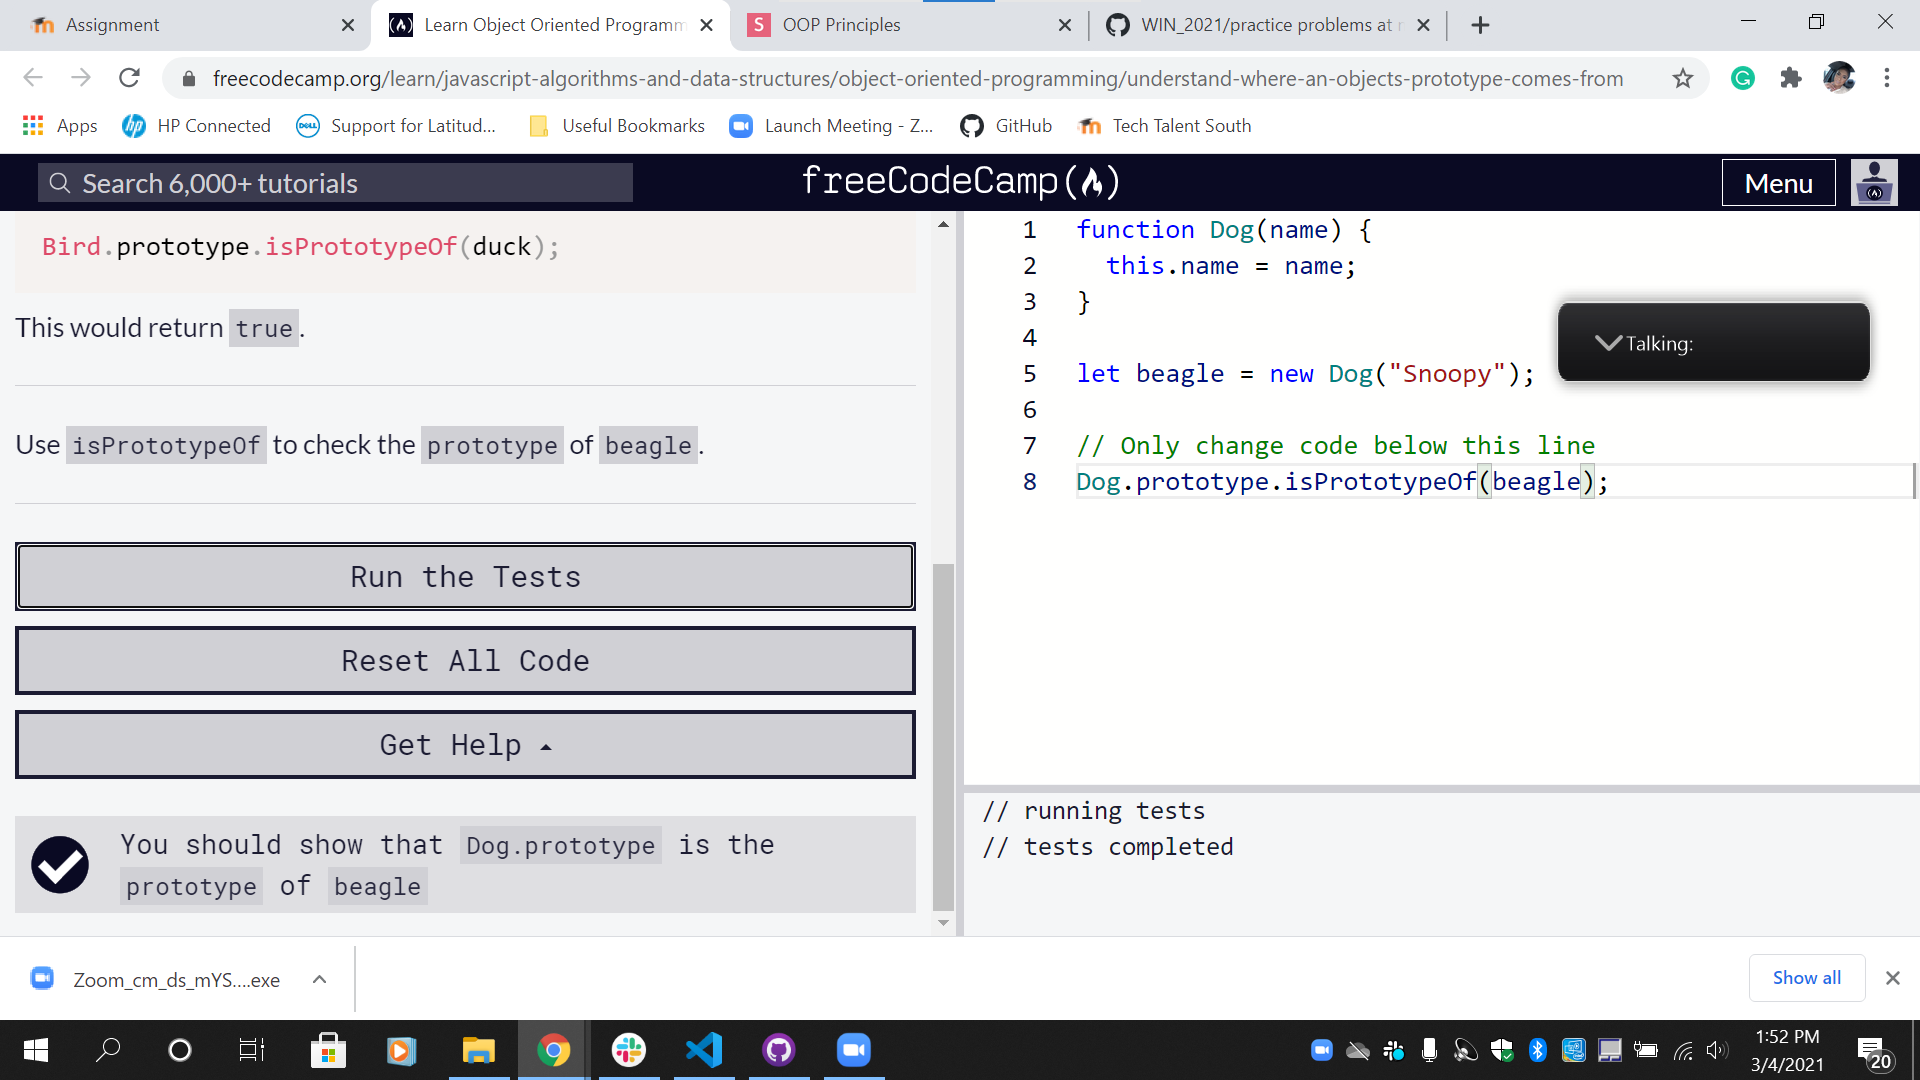 Assignment
Learn Object Oriented Programm
OOP Principles
WIN_2021/practice problems at
freecodecamp.org/learn/javascript-algorithms-and-data-structures/object-oriented-programming/understand-where-an-objects-prototype-comes-from
Apps
HP Connected
Support for Latitud...
Useful Bookmarks
Launch Meeting - Z...
GitHub
Tech Talent South
Search 6,000+ tutorials
freeCodeCamp
Menu
Bird.prototype.isPrototypeOf(duck);
This would return true.
Use isPrototypeOf to check the prototype of beagle.
Run the Tests
Reset All Code
Get Help
You should show that Dog.prototype is the
prototype of beagle
1 function Dog(name) {
2 this.name = name;
3 }
4
5 let beagle = new Dog("Snoopy");
6
7 // Only change code below this line
8 Dog.prototype.isPrototypeOf(beagle);
Talking:
// running tests
// tests completed
Zoom_cm_ds_mYS....exe
Show all
1:52 PM
3/4/2021
20